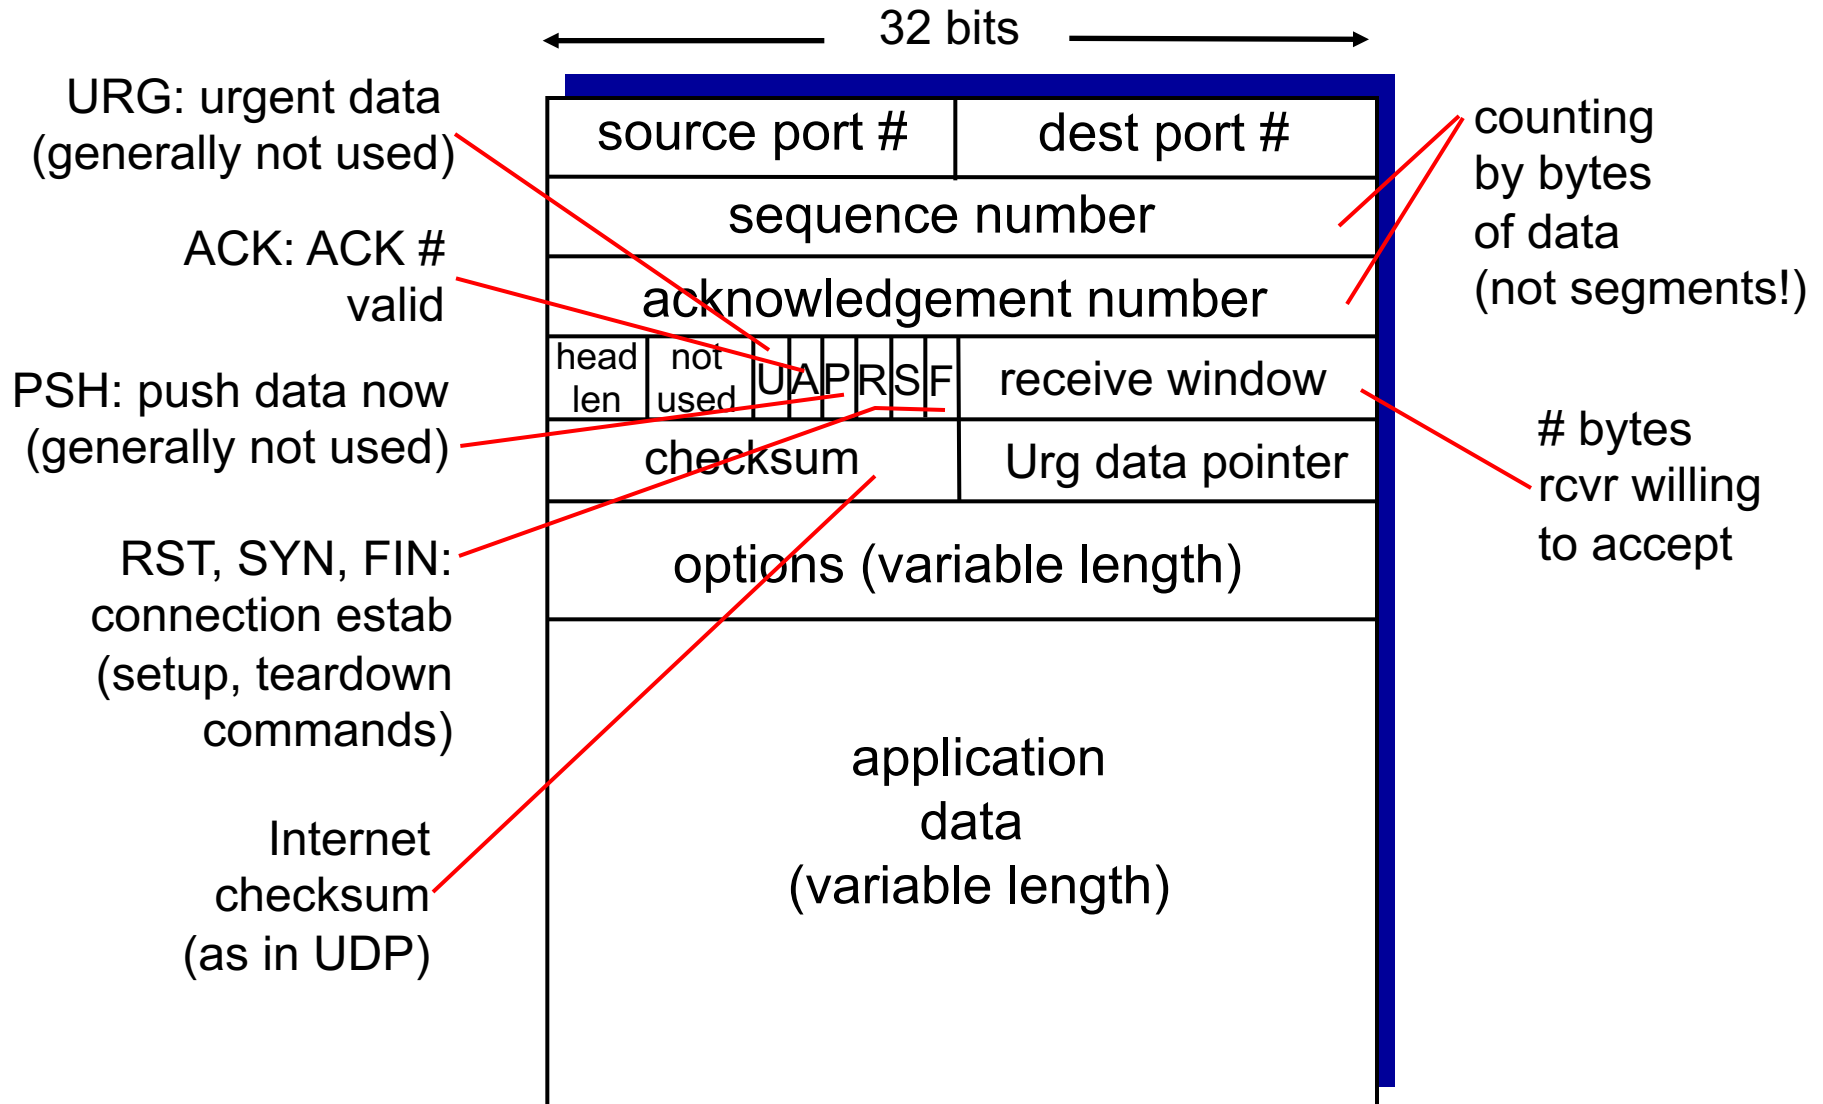 32 bits
URG: urgent data
(generally not used)
ACK: ACK #
valid
PSH: push data now
(generally not used)
RST, SYN, FIN:
connection estab
(setup, teardown
commands)
Internet
checksum
(as in UDP)
source port #
dest port #
sequence number
acknowledgement number
head
len
not
used
U
A
P
R
S
F
receive window
checksum
Urg data pointer
options (variable length)
application
data
(variable length)
counting
by bytes
of data
(not segments!)
# bytes
rcvr willing
to accept